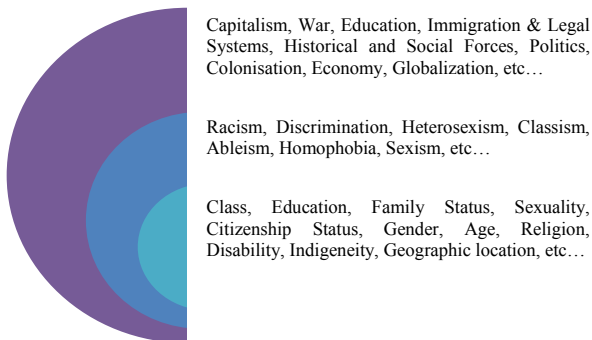 Capitalism, War, Education, Immigration & Legal
Systems, Historical and Social Forces, Politics,
Colonisation, Economy, Globalization, etc…
Racism, Discrimination, Heterosexism, Classism,
Ableism, Homophobia, Sexism, etc…
Class, Education, Family Status, Sexuality,
Citizenship Status, Gender, Age, Religion,
Disability, Indigeneity, Geographic location, etc…